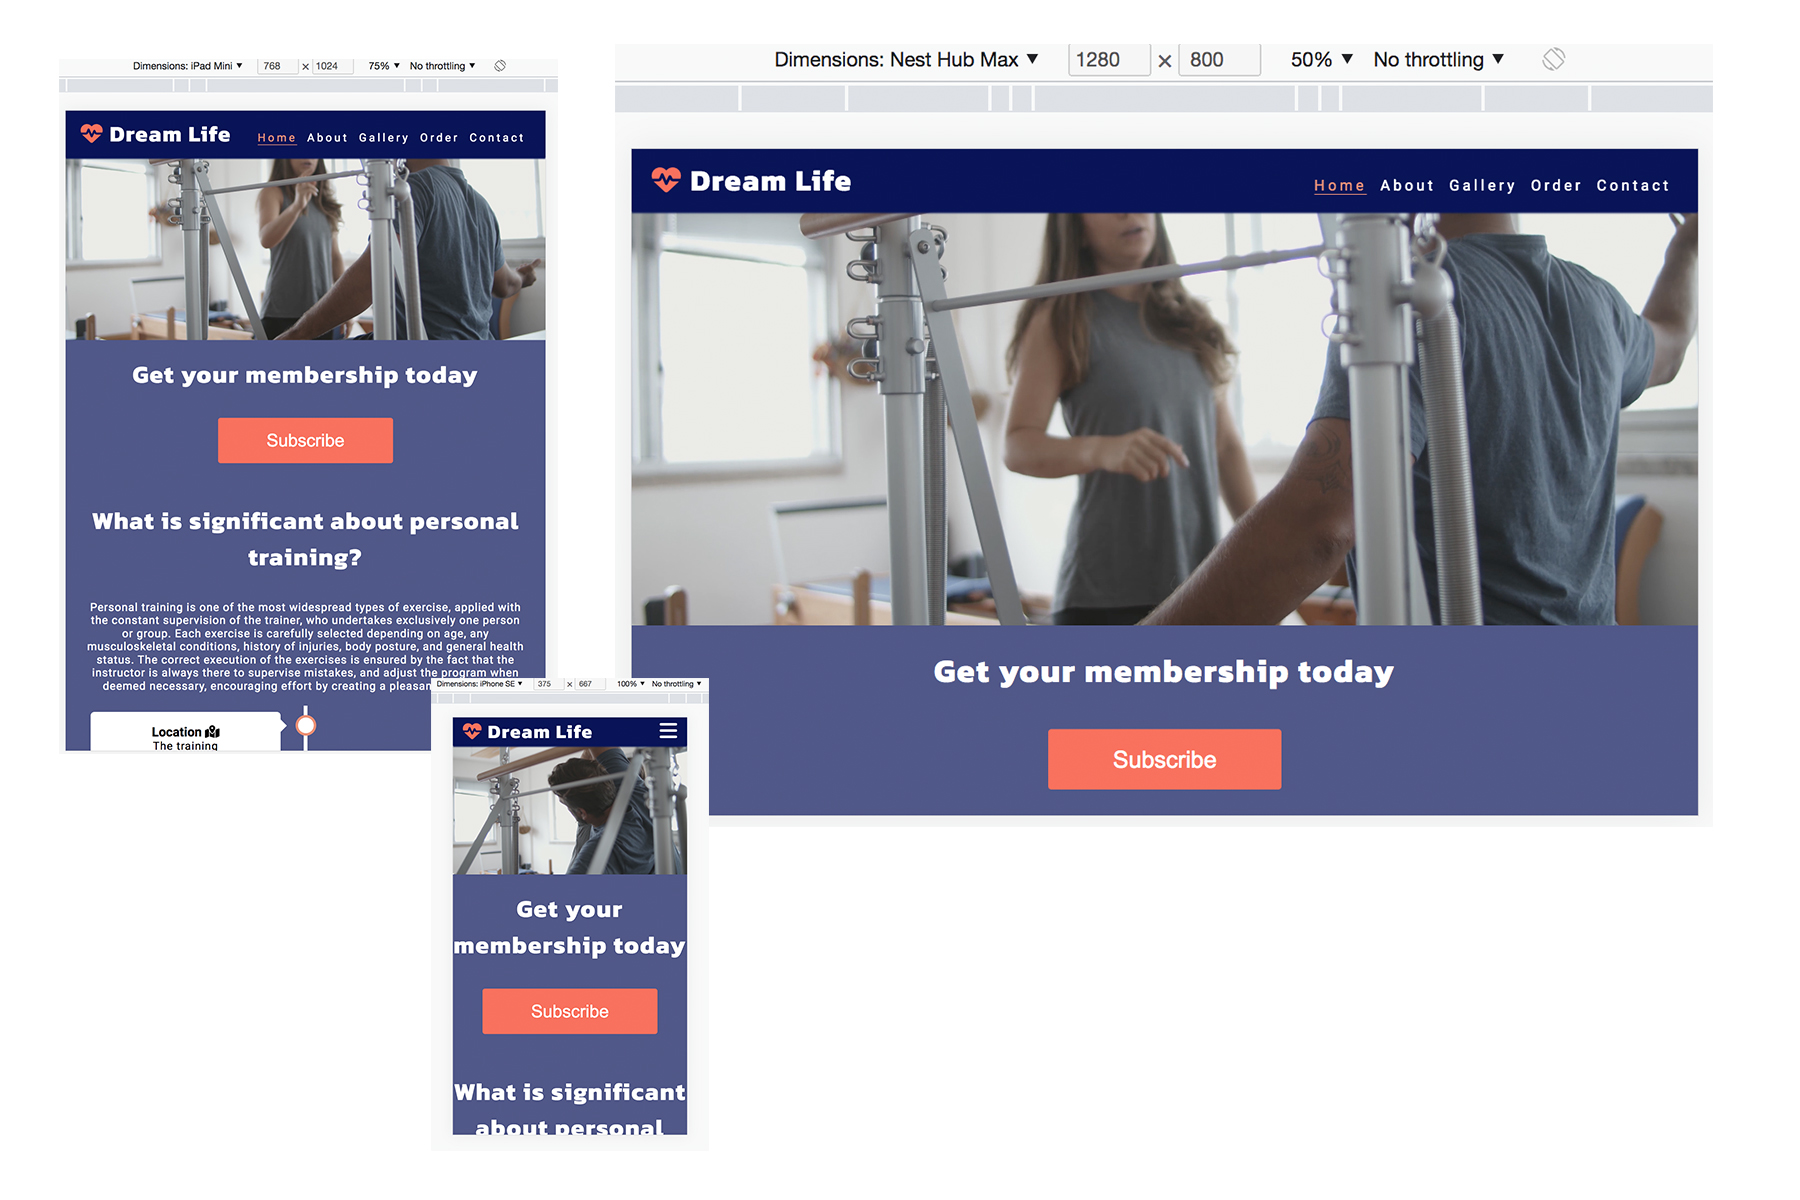 Dimensions: iPad Mini ▼ 768 × 1024 75% ▼ No throttling ▼
Dream Life Home About Gallery Order Contact
Get your membership today
Subscribe
What is significant about personal
training?
Personal training is one of the most widespread types of exercise, applied with
the constant supervision of the trainer, who undertakes exclusively one person
or group. Each exercise is carefully selected depending on age, any
musculoskeletal conditions, history of injuries, body posture, and general health
status. The correct execution of the exercises is ensured by the fact that the
instructor is always there to supervise mistakes, and adjust the program when
deemed necessary, encouraging effort by creating a pleasan
Location
The training
Dimensions: Nest Hub Max ▼ 1280 × 800 50% ▼ No throttling ▼
Dream Life Home About Gallery Order Contact
Get your membership today
Subscribe
Dimensions: iPhone SE ▼ 375 × 667 100% ▼ No throttling ▼
Dream Life
Get your
membership today
Subscribe
What is significant
about personal